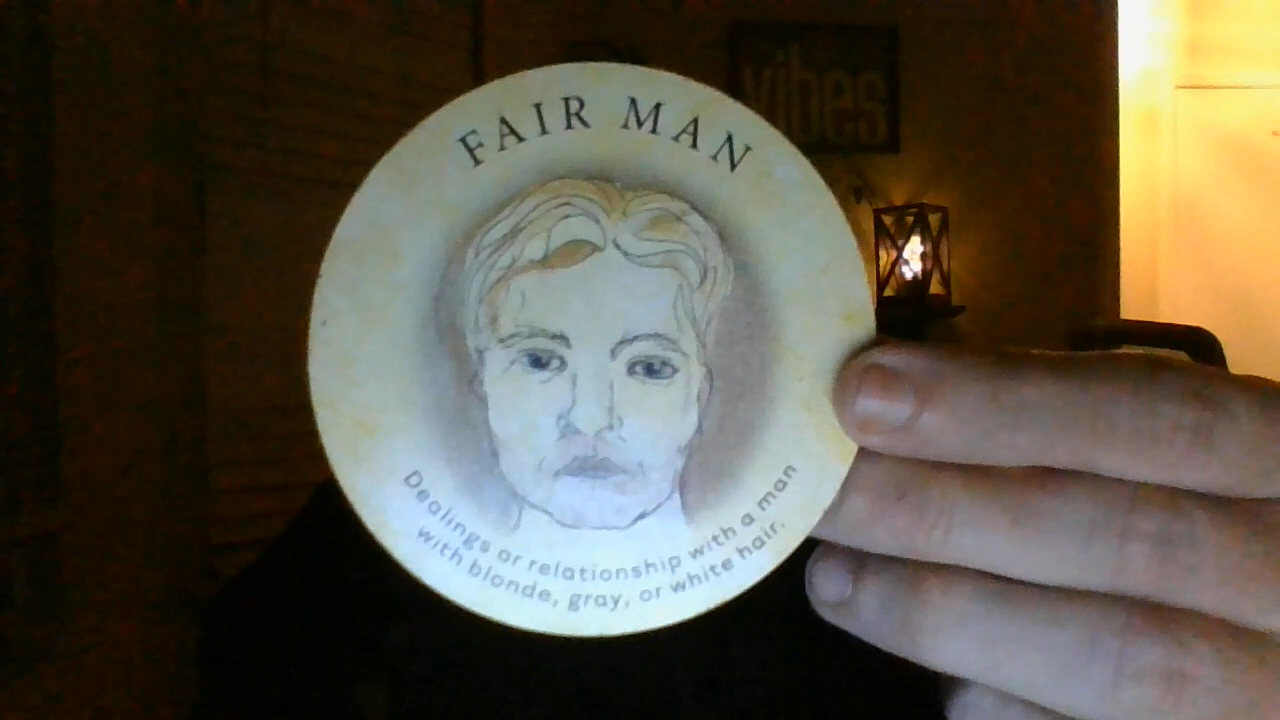 vibes
FAIR MAN
Dealings or relationship with a man
with blonde, gray, or white hair.